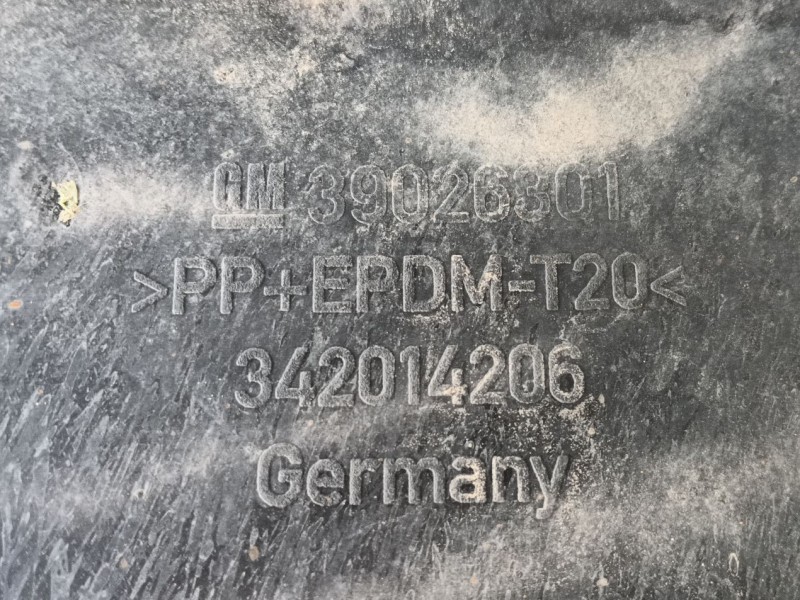 GM 39026301
>PP+EPDM-T20<
342014206
Germany